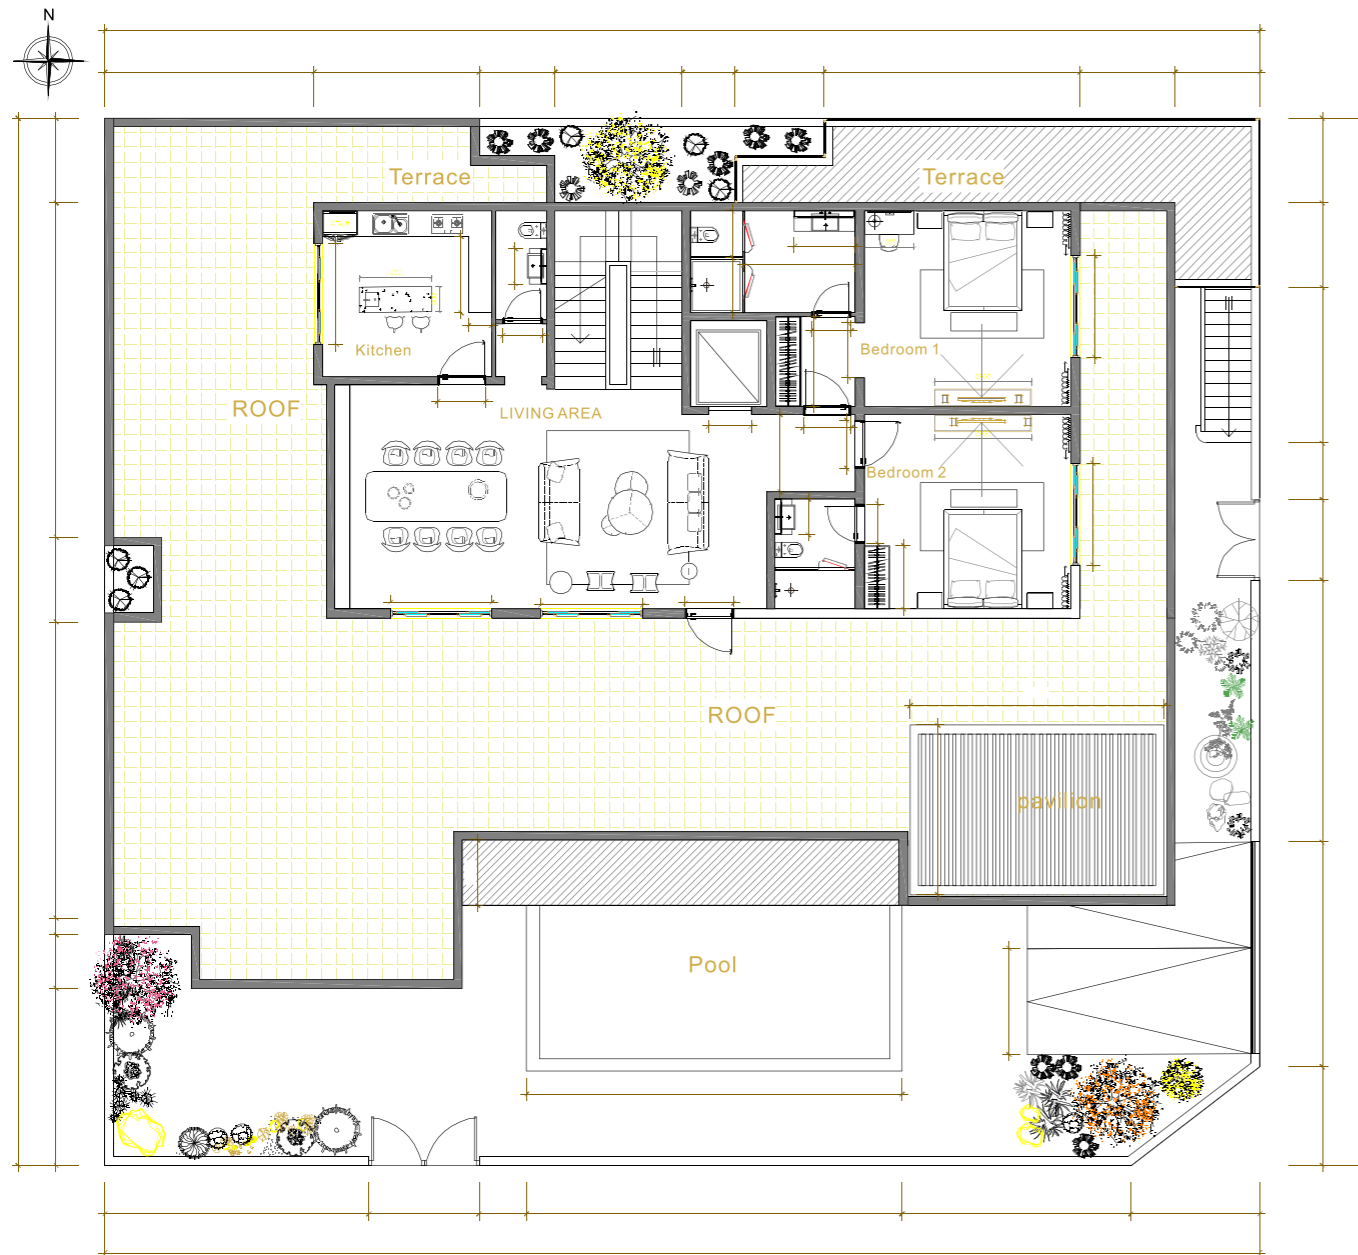 N
Terrace
Terrace
Kitchen
Bedroom 1
ROOF
LIVING AREA
Bedroom 2
ROOF
pavilion
Pool